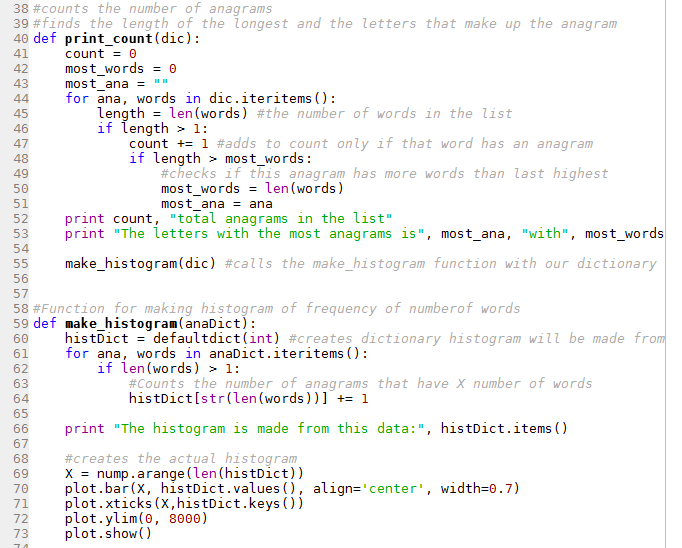 38 #counts the number of anagrams
39 #finds the length of the longest and the letters that make up the anagram
40 def print_count(dic):
41     count = 0
42     most_words = 0
43     most_ana = ""
44     for ana, words in dic.iteritems():
45         length = len(words) #the number of words in the list
46         if length > 1:
47             count += 1 #adds to count only if that word has an anagram
48             if length > most_words:
49                 #checks if this anagram has more words than last highest
50                 most_words = len(words)
51                 most_ana = ana
52     print count, "total anagrams in the list"
53     print "The letters with the most anagrams is", most_ana, "with", most_words
54
55     make_histogram(dic) #calls the make_histogram function with our dictionary
56
57
58 #Function for making histogram of frequency of numberof words
59 def make_histogram(anaDict):
60     histDict = defaultdict(int) #creates dictionary histogram will be made from
61     for ana, words in anaDict.iteritems():
62         if len(words) > 1:
63             #Counts the number of anagrams that have X number of words
64             histDict[str(len(words))] += 1
65
66     print "The histogram is made from this data:", histDict.items()
67
68     #creates the actual histogram
69     X = nump.arange(len(histDict))
70     plot.bar(X, histDict.values(), align='center', width=0.7)
71     plot.xticks(X,histDict.keys())
72     plot.ylim(0, 8000)
73     plot.show()